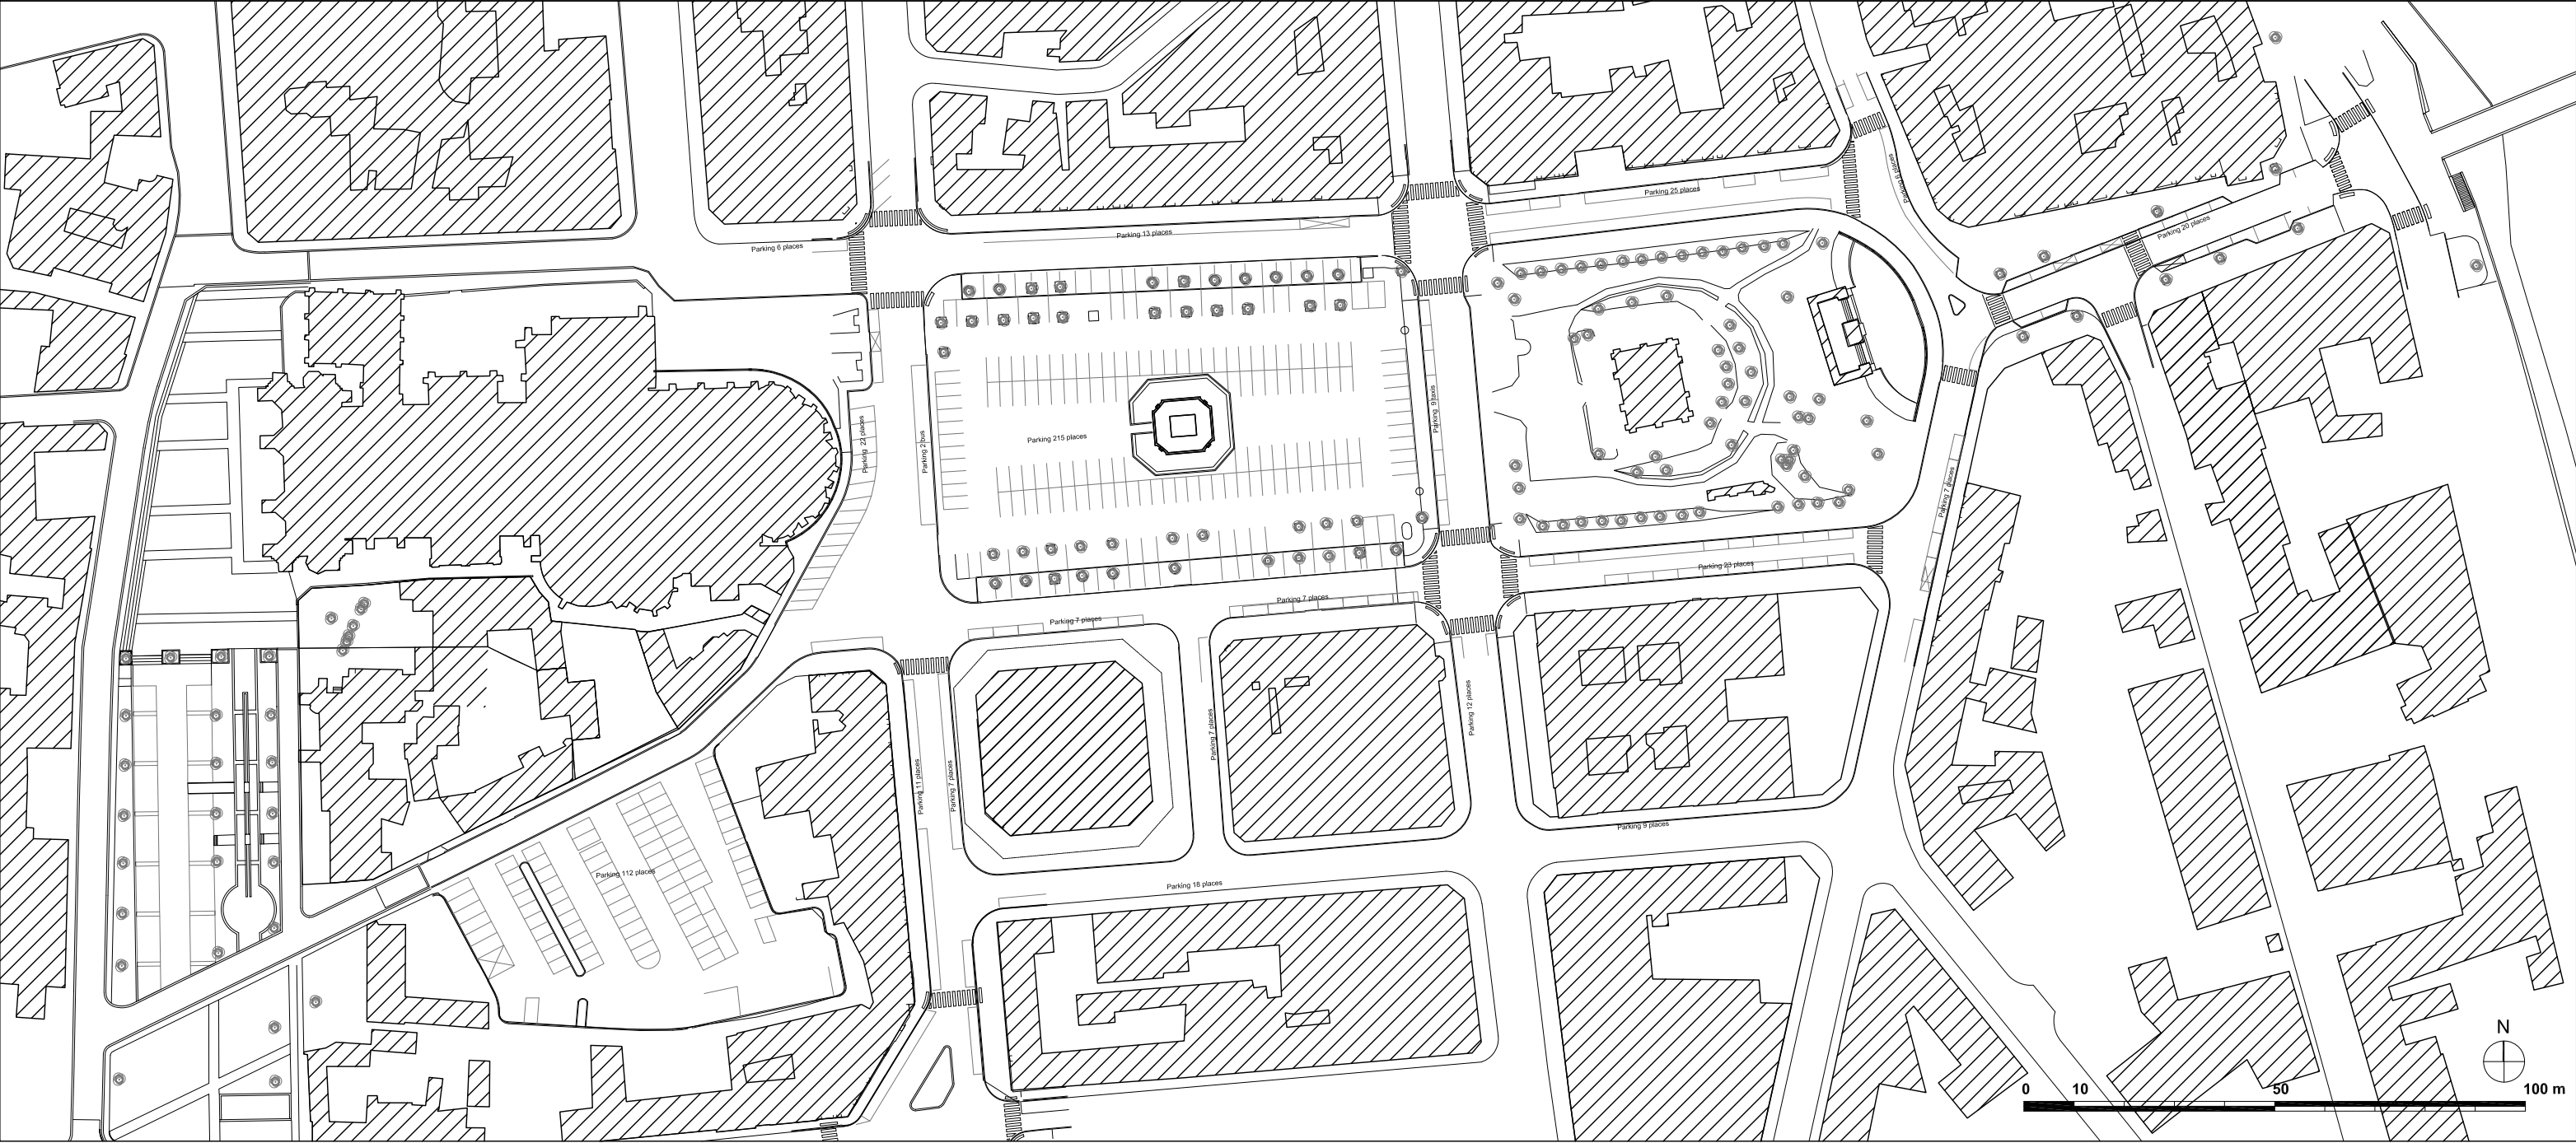 Parking 6 places
Parking 13 places
Parking 25 places
Parking 6 places
Parking 20 places
Parking 22 places
Parking 2 bus
Parking 215 places
Parking 9 taxis
Parking 7 places
Parking 7 places
Parking 7 places
Parking 23 places
Parking 11 places
Parking 7 places
Parking 7 places
Parking 12 places
Parking 9 places
Parking 112 places
Parking 18 places
N
0 10 50 100 m